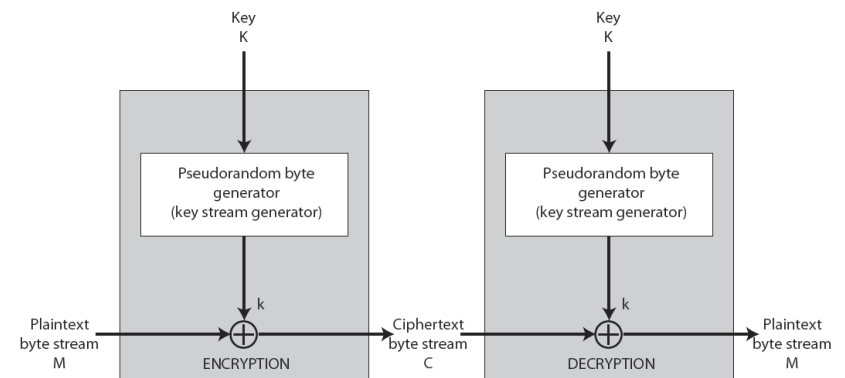 Key
K
Key
K
Pseudorandom byte
generator
(key stream generator)
Pseudorandom byte
generator
(key stream generator)
k
k
Plaintext
byte stream
M
ENCRYPTION
Ciphertext
byte stream
C
DECRYPTION
Plaintext
byte stream
M